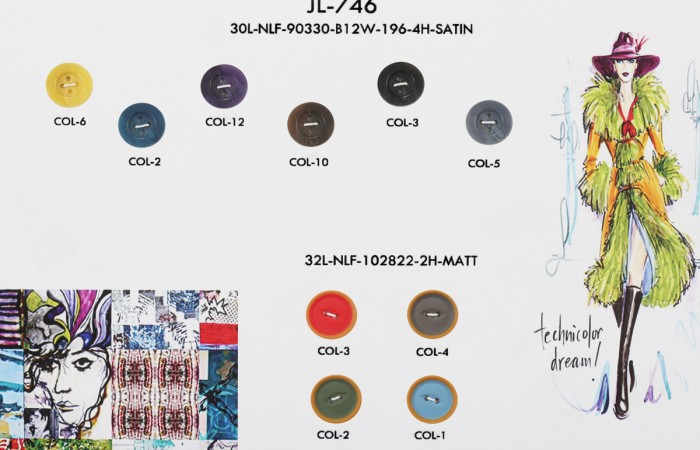 JL-746
30L-NLF-90330-B12W-196-4H-SATIN
COL-6
COL-12
COL-3
COL-2
COL-10
COL-5
32L-NLF-102822-2H-MATT
COL-3
COL-4
COL-2
COL-1
technicolor
dream!